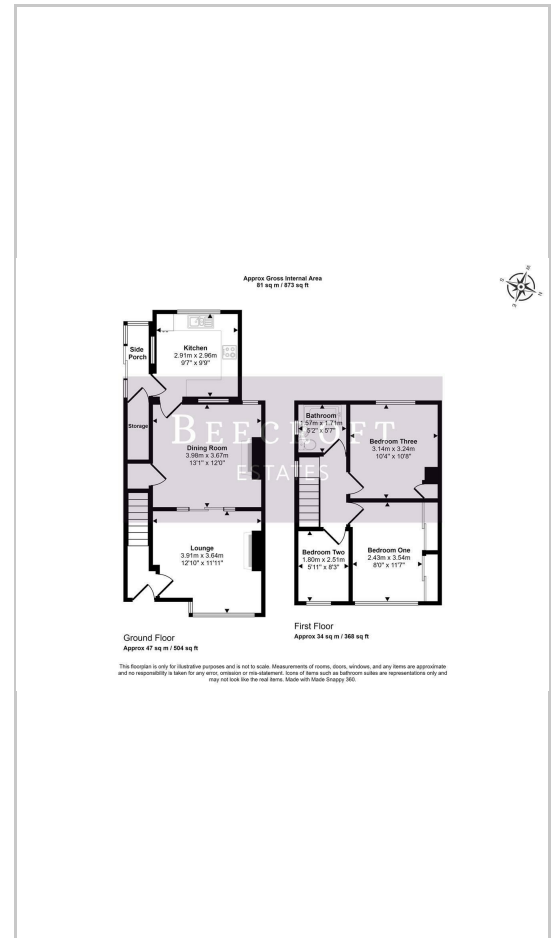 Approx Gross Internal Area
81 sq m / 873 sq ft
Side
Porch
Kitchen
2.91m x 2.96m
9'7" x 9'9"
Storage
Dining Room
3.98m x 3.67m
13'1" x 12'0"
Lounge
3.91m x 3.64m
12'10" x 11'11"
Ground Floor
Approx 47 sq m / 504 sq ft
Bathroom
1.57m x 1.71m
5'2" x 5'7"
Bedroom Three
3.14m x 3.24m
10'4" x 10'8"
Bedroom Two
1.80m x 2.51m
5'11" x 8'3"
Bedroom One
2.43m x 3.54m
8'0" x 11'7"
First Floor
Approx 34 sq m / 368 sq ft
BEECROFT
ESTATES
N
E
S
W
This floorplan is only for illustrative purposes and is not to scale. Measurements of rooms, doors, windows, and any items are approximate
and no responsibility is taken for any error, omission or mis-statement. Icons of items such as bathroom suites are representations only and
may not look like the real items. Made with Made Snappy 360.